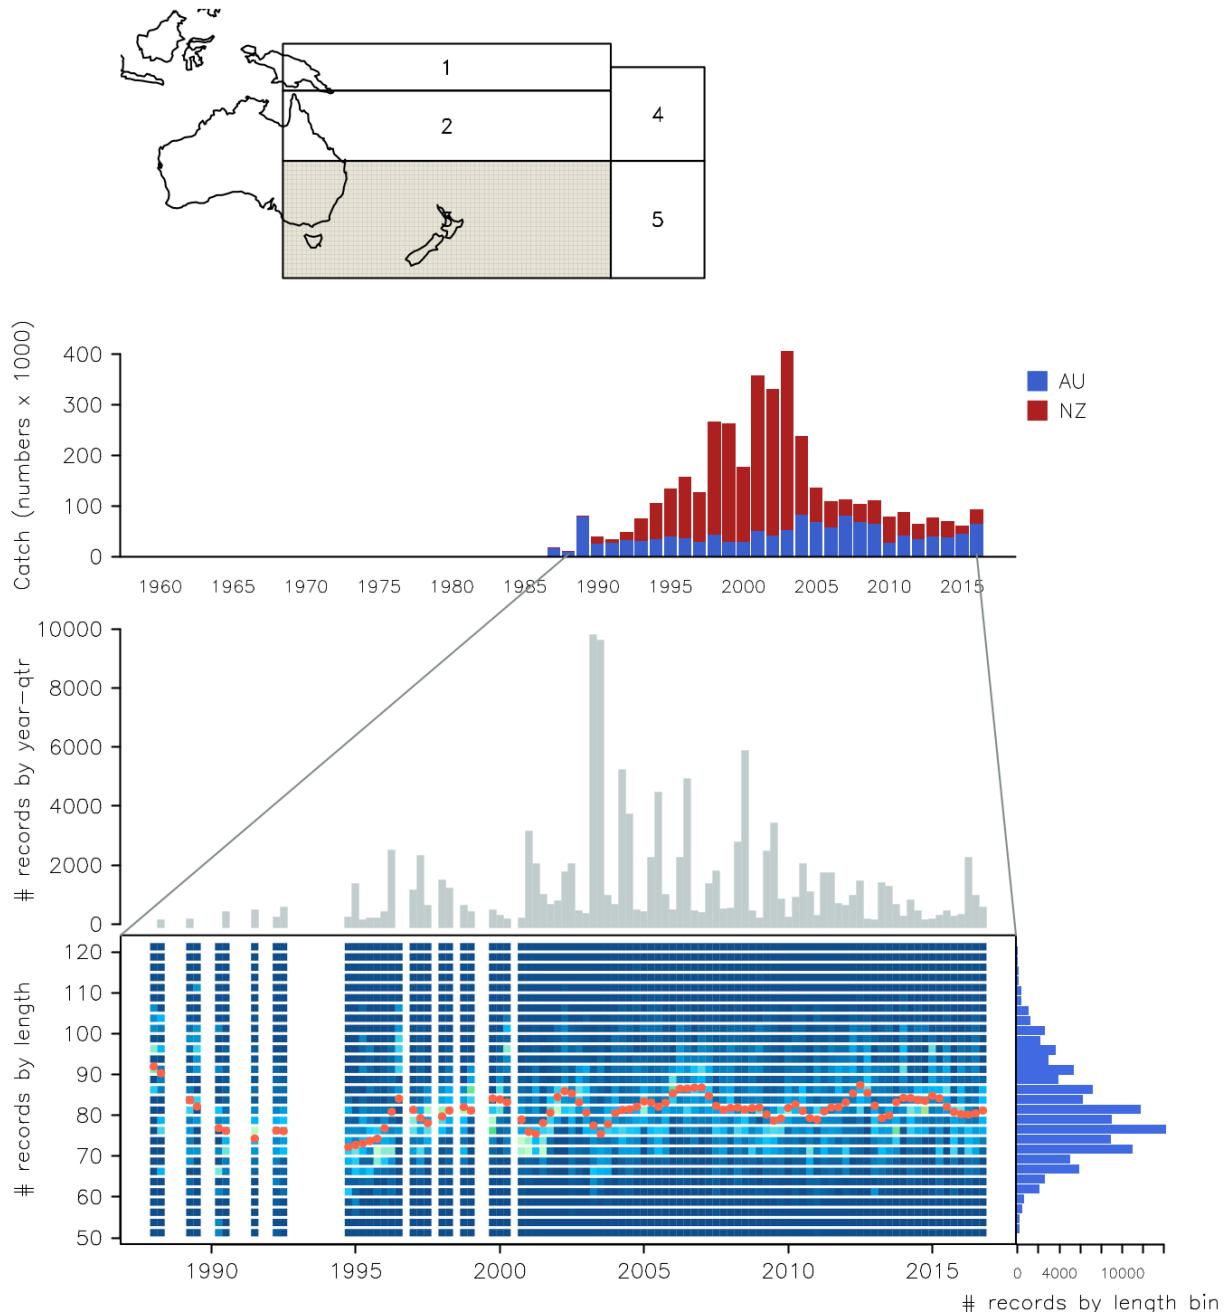 1
2
4
5
Catch (numbers x 1000)
400
300
200
100
0
AU
NZ
1960 1965 1970 1975 1980 1985 1990 1995 2000 2005 2010 2015
# records by year-qtr
10000
8000
6000
4000
2000
0
# records by length
120
110
100
90
80
70
60
50
1990 1995 2000 2005 2010 2015
0 4000 10000
# records by length bin